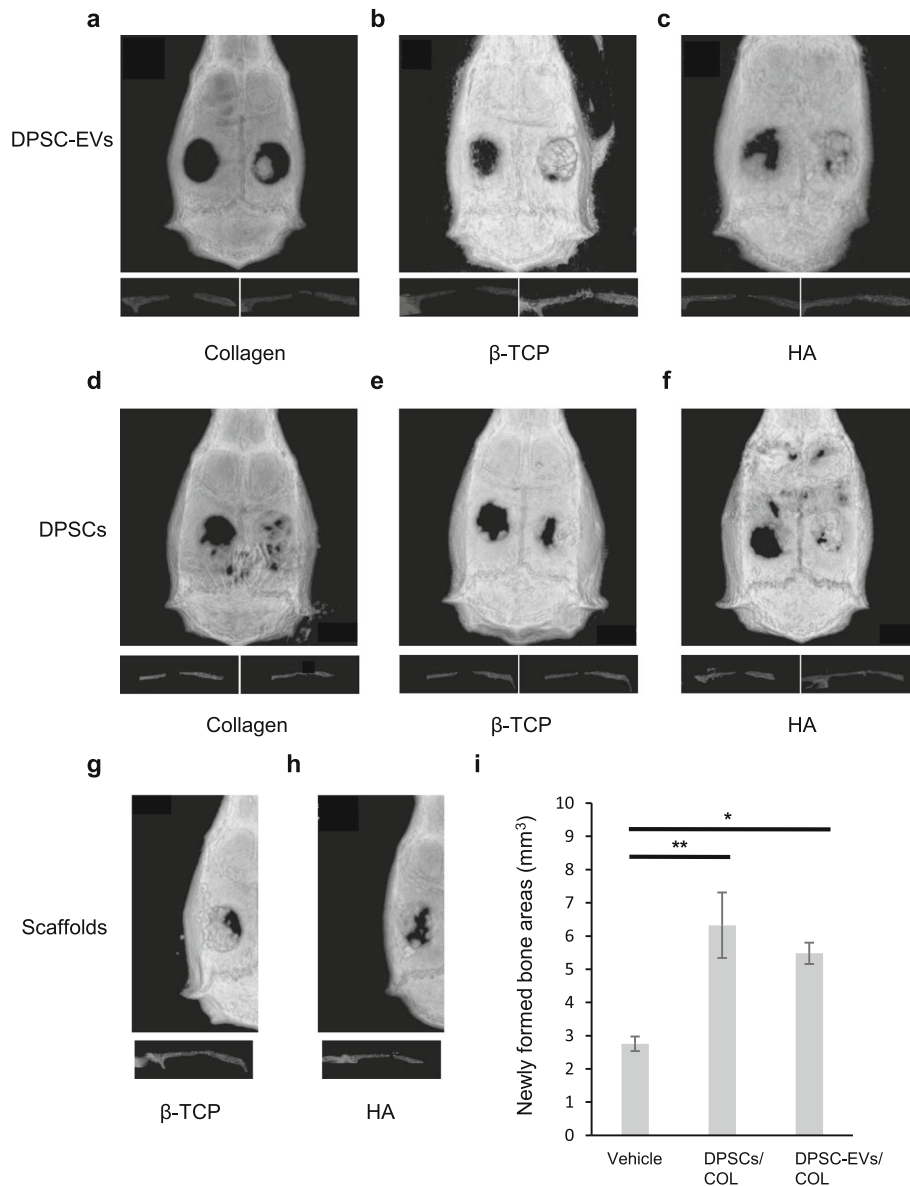 a
b
c
DPSC-EVs
Collagen
β-TCP
HA
d
e
f
DPSCs
Collagen
β-TCP
HA
g
h
i
Scaffolds
β-TCP
HA
Newly formed bone areas (mm³)
10
9
8
7
6
5
4
3
2
1
0
*
**
Vehicle
DPSCs/
COL
DPSC-EVs/
COL